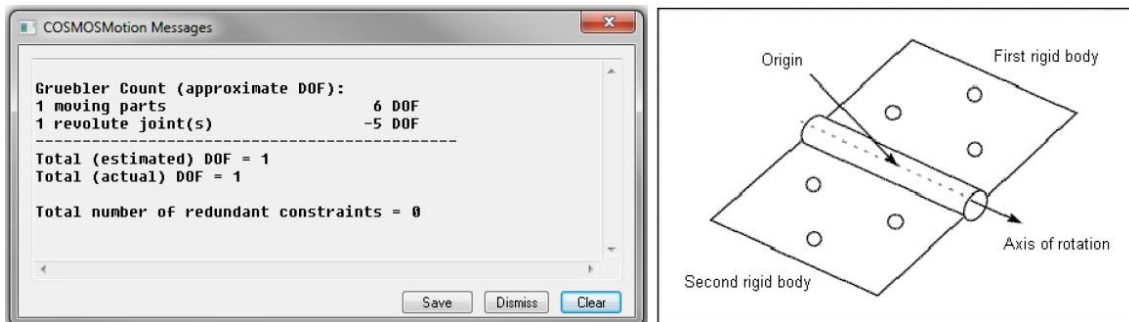 COSMOSMotion Messages
Gruebler Count (approximate DOF):
1 moving parts 6 DOF
1 revolute joint(s) -5 DOF
---------------------------------------------
Total (estimated) DOF = 1
Total (actual) DOF = 1
Total number of redundant constraints = 0
Save Dismiss Clear
Origin
First rigid body
Axis of rotation
Second rigid body